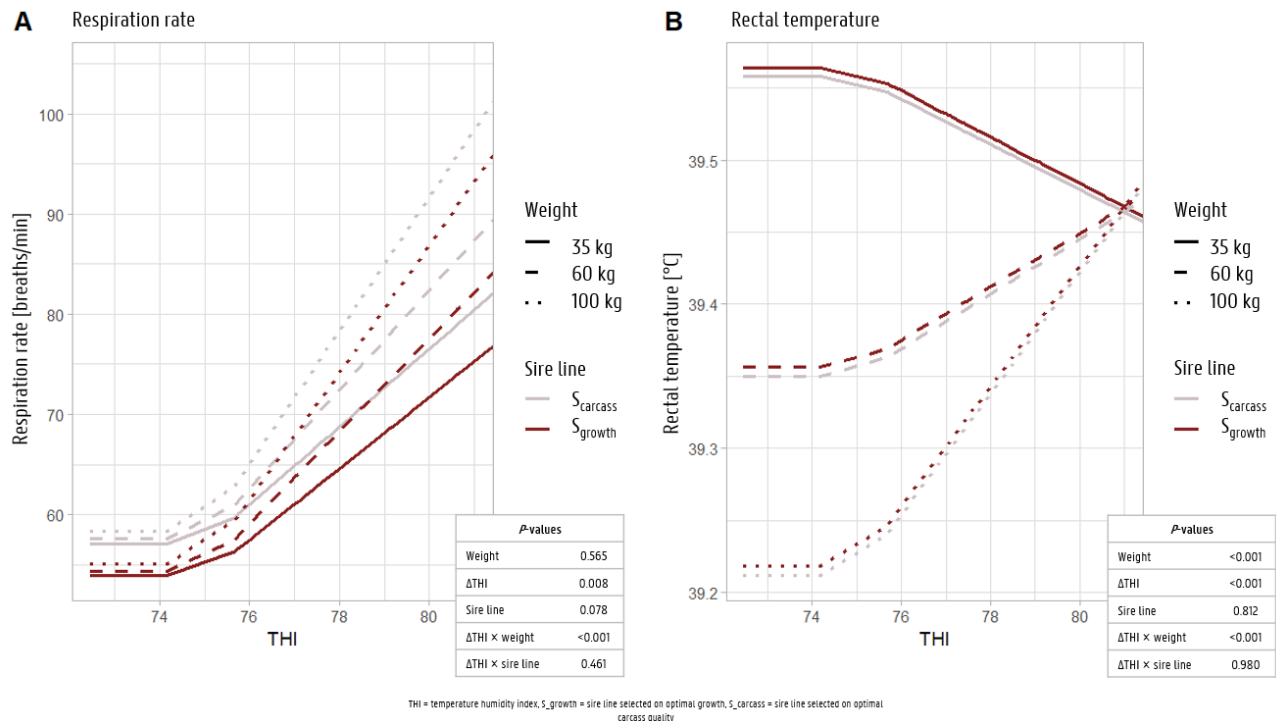 A Respiration rate
Respiration rate [breaths/min]
100
90
80
70
60
74 76 78 80
THI
Weight
35 kg
60 kg
100 kg
Sire line
S_carcass
S_growth
P-values
Weight 0.565
ΔTHI 0.008
Sire line 0.078
ΔTHI × weight <0.001
ΔTHI × sire line 0.461
B Rectal temperature
Rectal temperature [°C]
39.5
39.4
39.3
39.2
74 76 78 80
THI
Weight
35 kg
60 kg
100 kg
Sire line
S_carcass
S_growth
P-values
Weight <0.001
ΔTHI <0.001
Sire line 0.812
ΔTHI × weight <0.001
ΔTHI × sire line 0.980
THI = temperature humidity index, S_growth = sire line selected on optimal growth, S_carcass = sire line selected on optimal
carcass quality